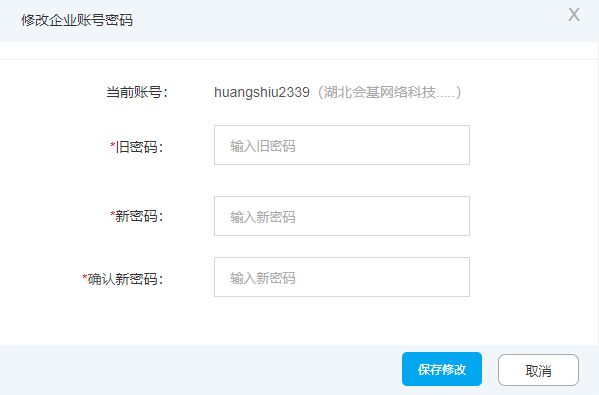 修改企业账号密码
X
当前账号： huangshiu2339（湖北会基网络科技.....）
*旧密码： 输入旧密码
*新密码： 输入新密码
*确认新密码： 输入新密码
保存修改 取消